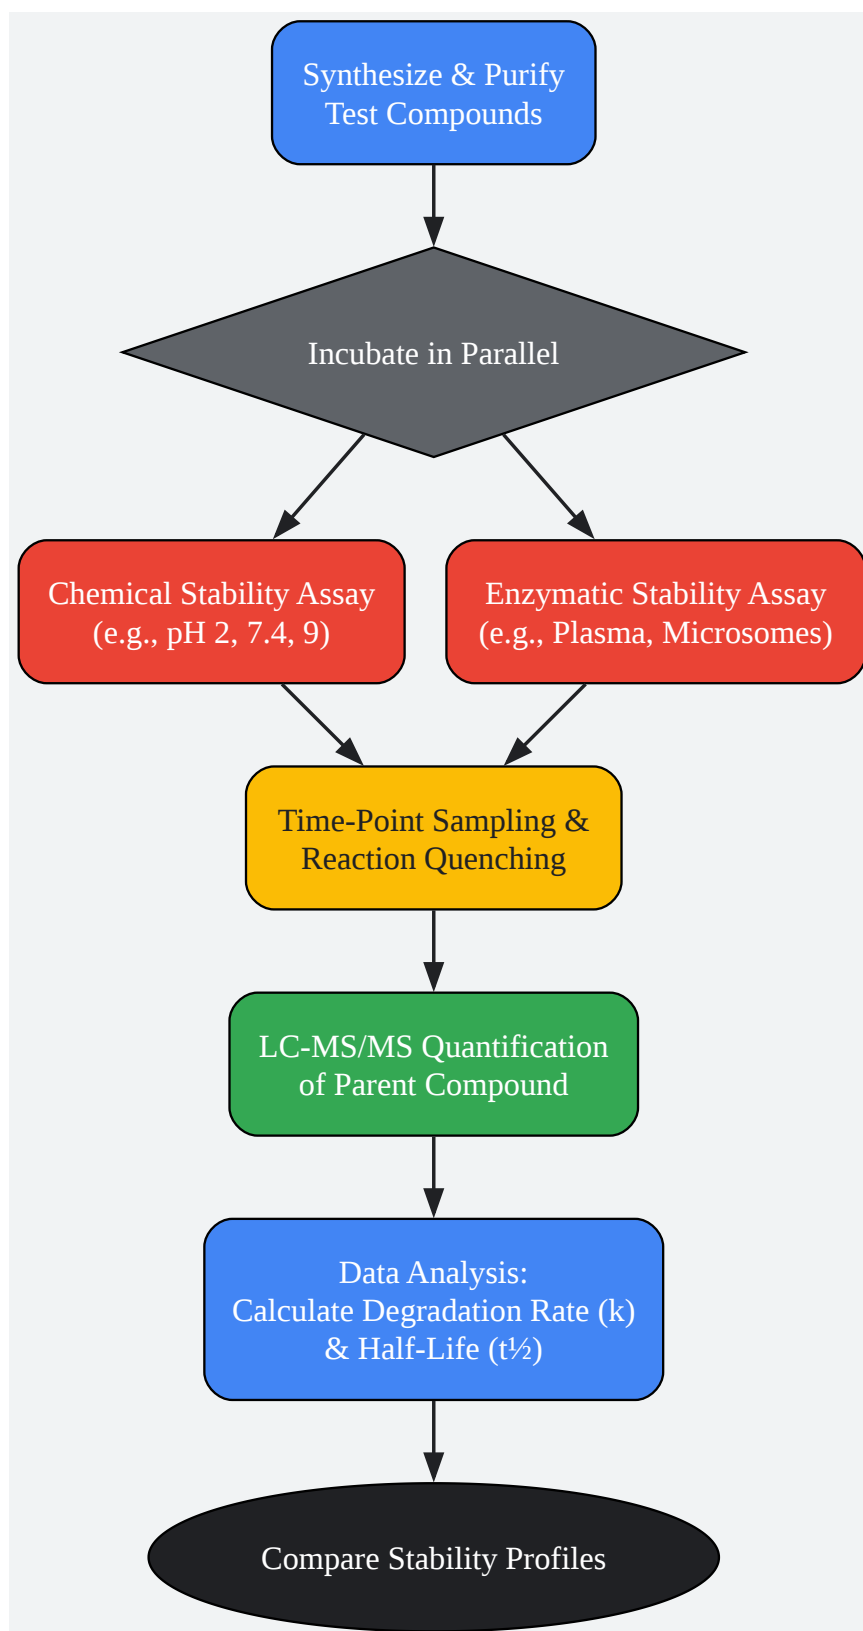 Synthesize & Purify
Test Compounds
Incubate in Parallel
Chemical Stability Assay
(e.g., pH 2, 7.4, 9)
Enzymatic Stability Assay
(e.g., Plasma, Microsomes)
Time-Point Sampling &
Reaction Quenching
LC-MS/MS Quantification
of Parent Compound
Data Analysis:
Calculate Degradation Rate (k)
& Half-Life (t½)
Compare Stability Profiles